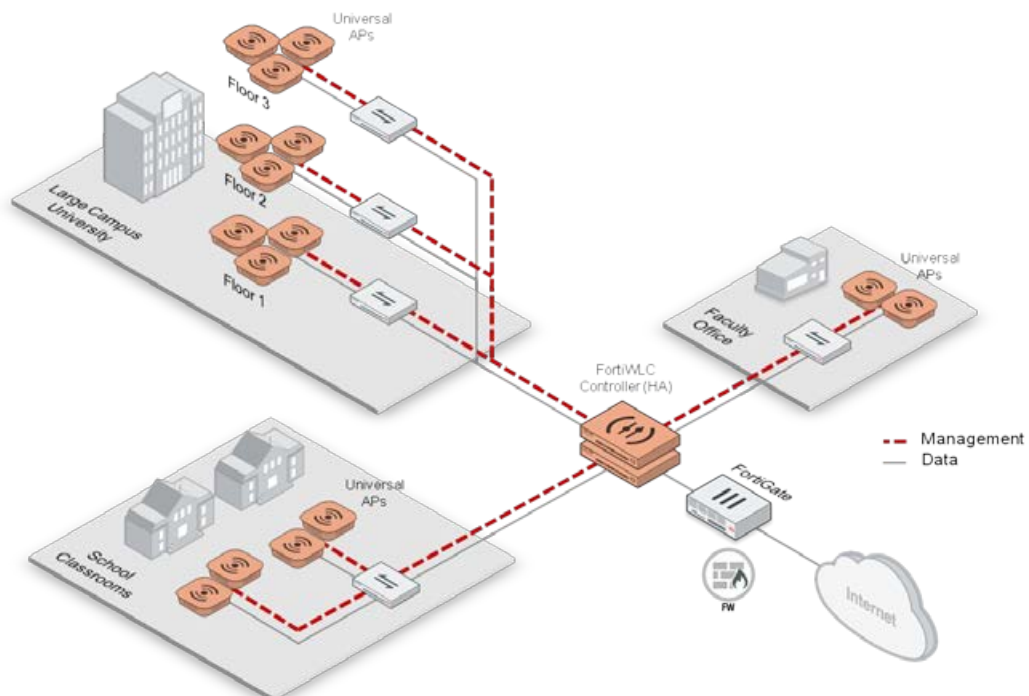 Universal
APs
Floor 3
Floor 2
Floor 1
Large Campus
University
Universal
APs
Faculty
Office
FortiWLC
Controller (HA)
Management
Data
FortiGate
FW
Internet
Universal
APs
School
Classrooms